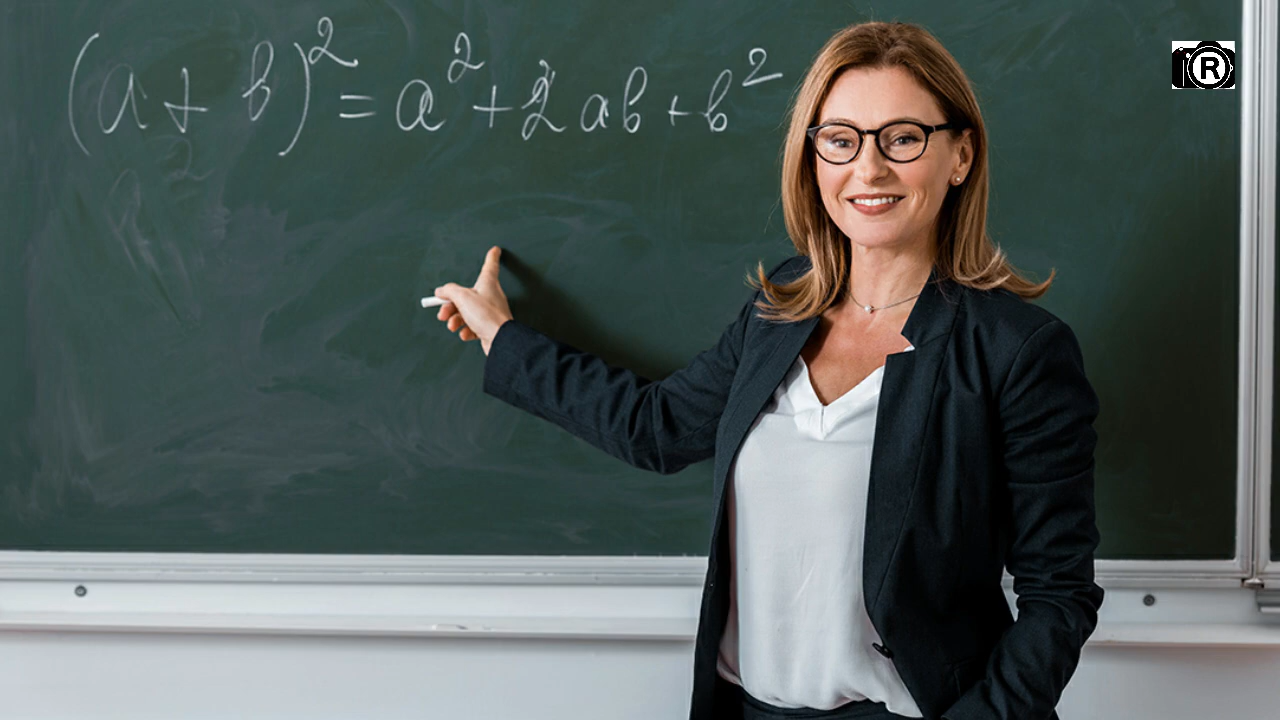 (a + b)² = a² + 2ab + b²
R